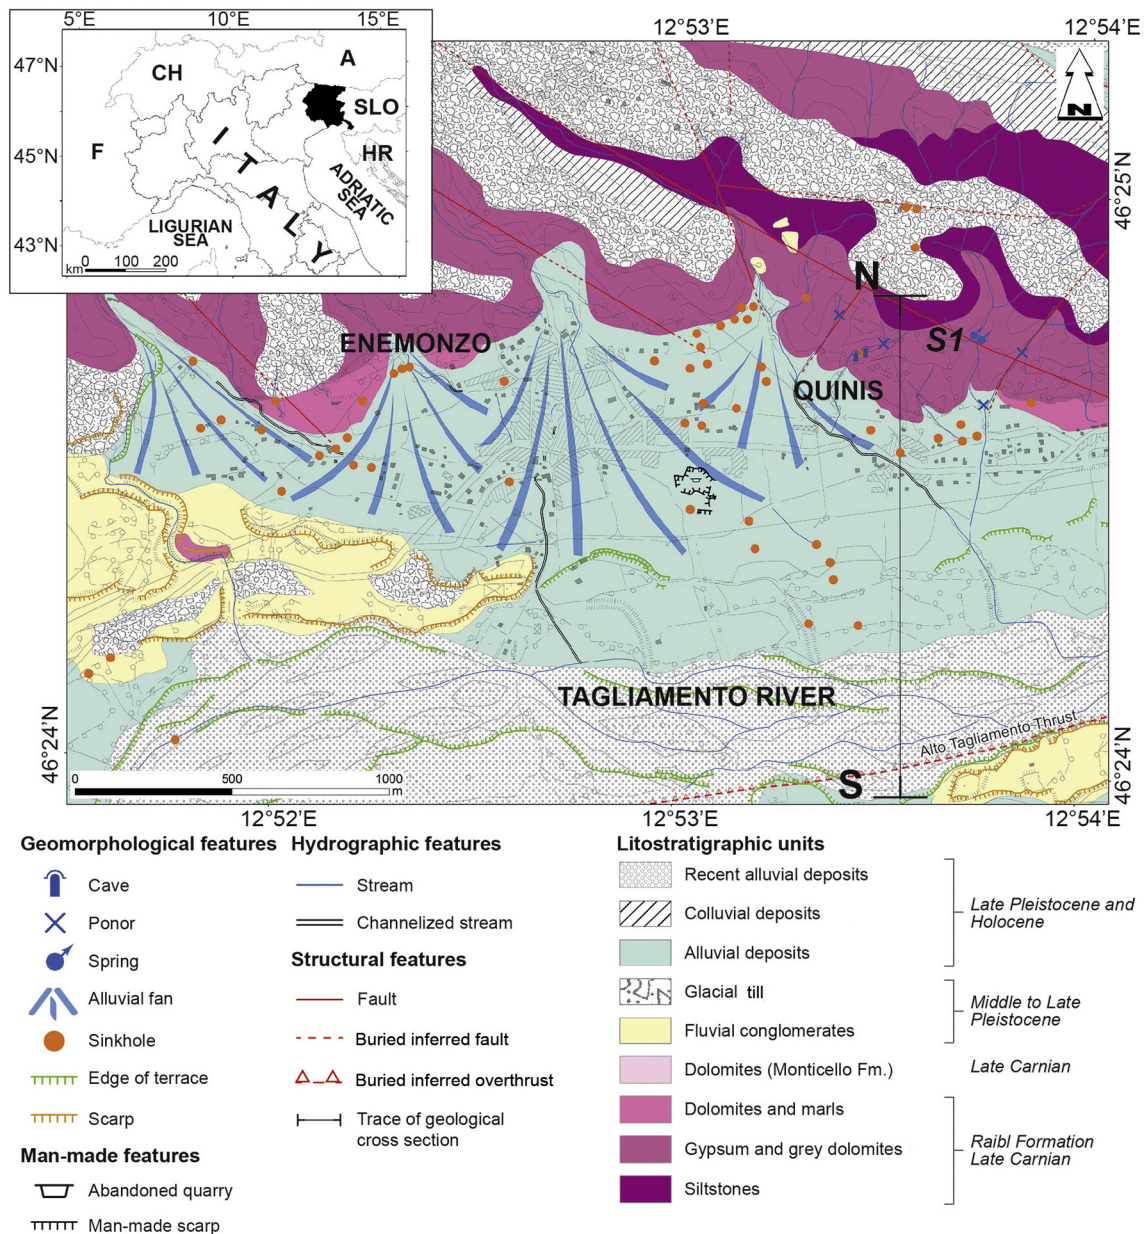 5°E 10°E 15°E
47°N
45°N
43°N
CH
A
SLO
F
HR
ITALY
ADRIATIC
SEA
LIGURIAN
SEA
km
0 100 200
12°53'E 12°54'E
N
46°25'N
N
S1
ENEMONZO
QUINIS
TAGLIAMENTO RIVER
Alto Tagliamento Thrust
S
46°24'N
46°24'N
0 500 1000
m
12°52'E 12°53'E 12°54'E
Geomorphological features
Cave
Ponor
Spring
Alluvial fan
Sinkhole
Edge of terrace
Scarp
Man-made features
Abandoned quarry
Man-made scarp
Hydrographic features
Stream
Channelized stream
Structural features
Fault
Buried inferred fault
Buried inferred overthrust
Trace of geological
cross section
Litostratigraphic units
Recent alluvial deposits
Colluvial deposits
Alluvial deposits
Late Pleistocene and
Holocene
Glacial till
Fluvial conglomerates
Middle to Late
Pleistocene
Dolomites (Monticello Fm.)
Late Carnian
Dolomites and marls
Gypsum and grey dolomites
Siltstones
Raibl Formation
Late Carnian